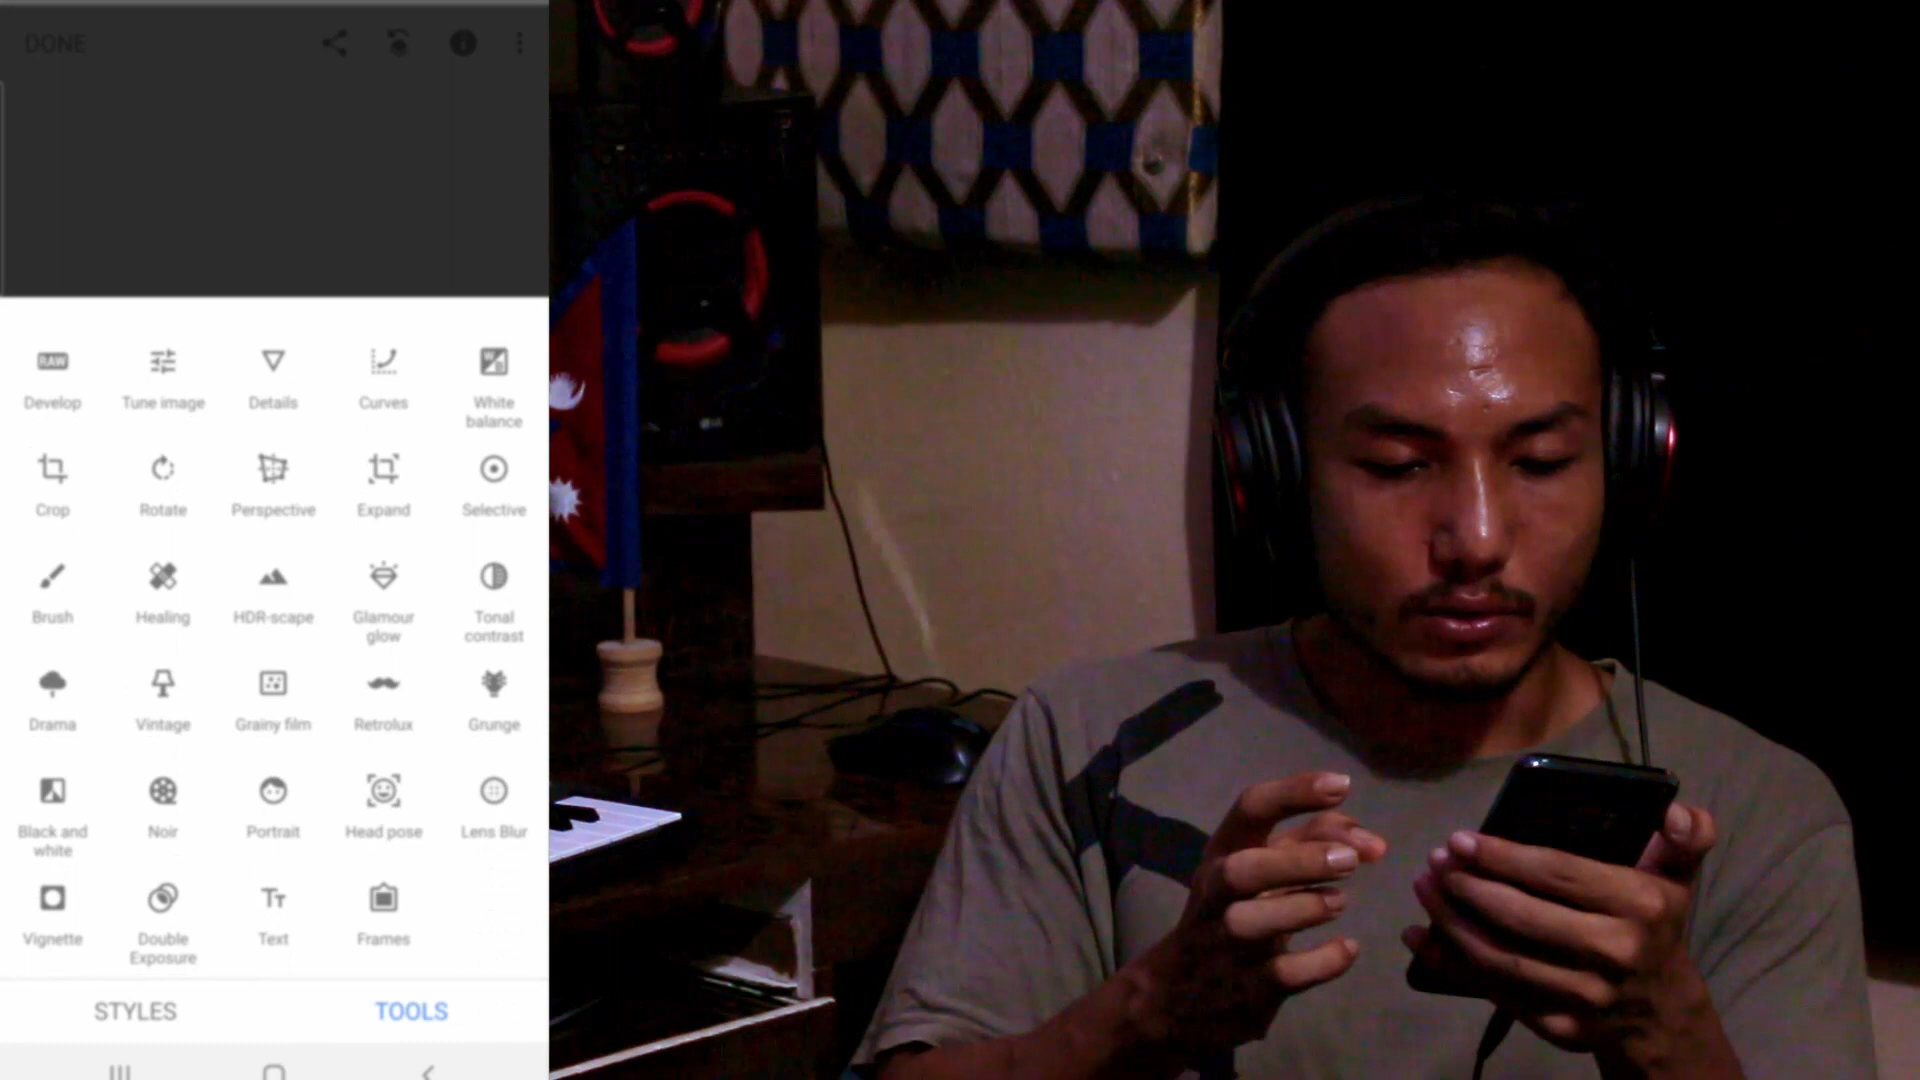 DONE
RAW
Develop
Tune image
Details
Curves
White
balance
Crop
Rotate
Perspective
Expand
Selective
Brush
Healing
HDR-scape
Glamour
glow
Tonal
contrast
Drama
Vintage
Grainy film
Retrolux
Grunge
Black and
white
Noir
Portrait
Head pose
Lens Blur
Vignette
Double
Exposure
Text
Frames
STYLES
TOOLS